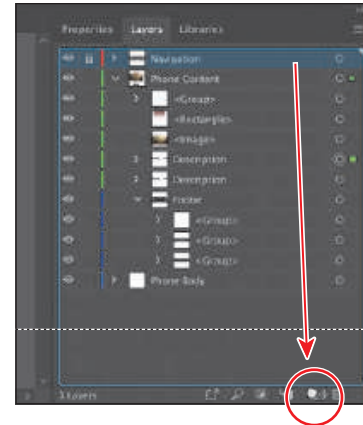 Properties Layers Libraries
Navigation
Phone Content
<Group>
<Rectangle>
<Image>
Description
Description
Footer
<Group>
<Group>
<Group>
Phone Body
3 Layers